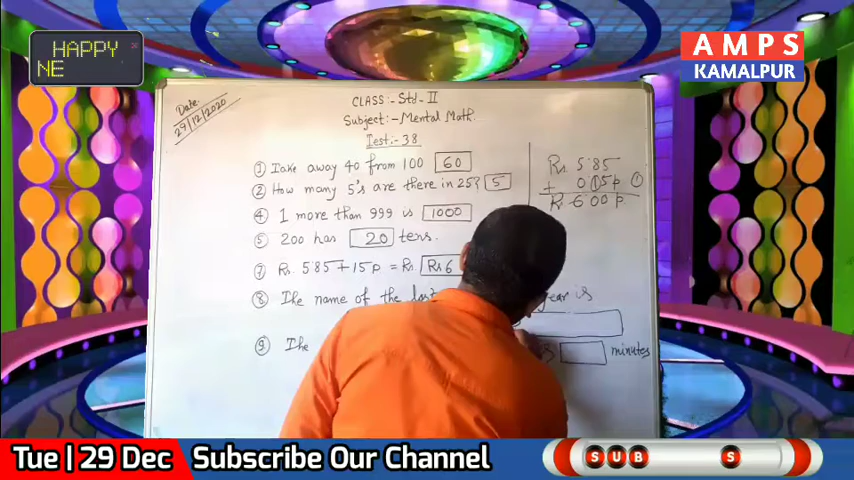 HAPPY
NE
AMPS
KAMALPUR
Date:
29/12/2020
CLASS:- Std-II
Subject:- Mental Math.
Test:- 38
① Take away 40 from 100 60
② How many 5's are there in 25? 5
④ 1 more than 999 is 1000
⑤ 200 has 20 tens.
⑦ Rs. 5.85+15p = Rs. Rs 6
⑧ The name of the last year is
⑨ The minutes
Rs. 5.85
+ 0.15p
Rs 6.00 p
Tue | 29 Dec Subscribe Our Channel
SUB S